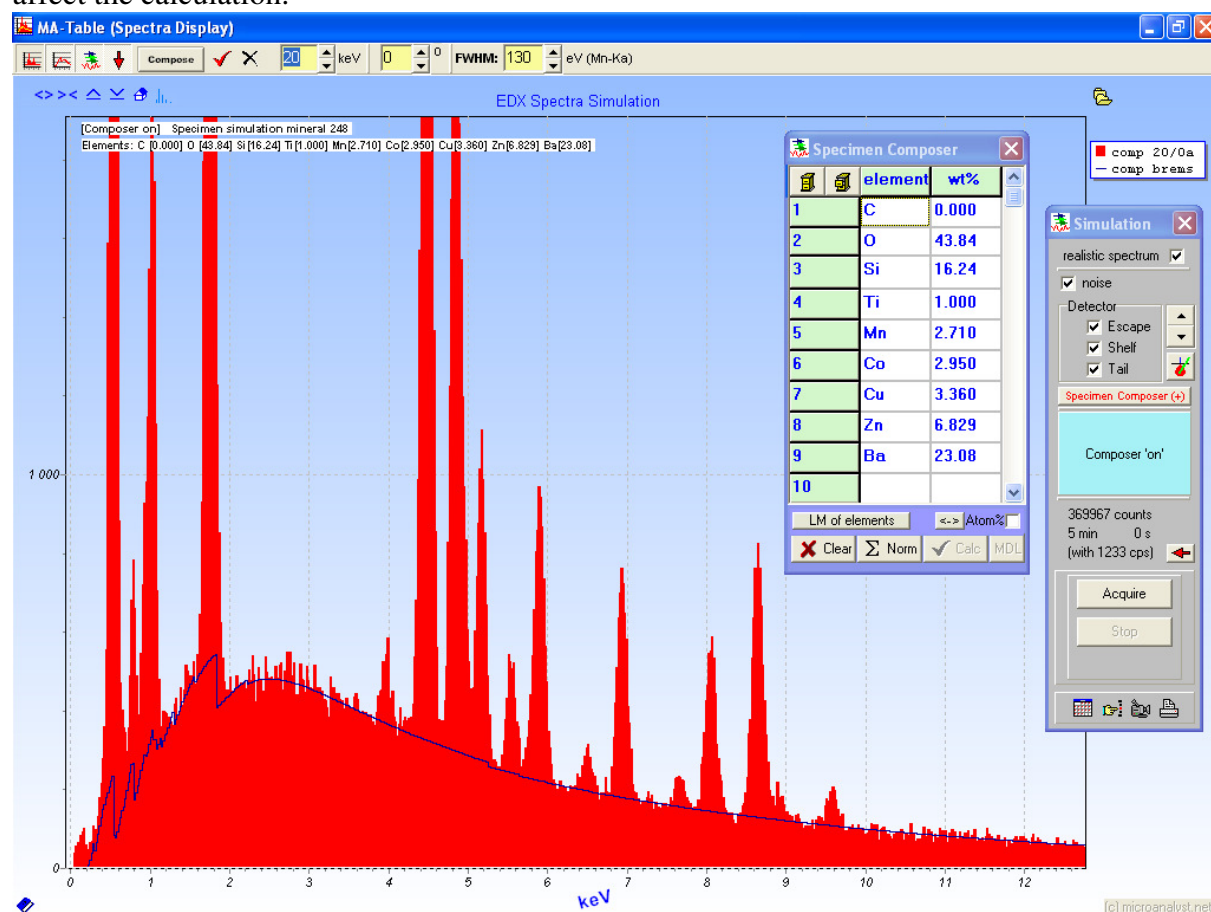 affect the calculation.
MA-Table (Spectra Display)
Compose 20 keV 0 o FWHM: 130 eV (Mn-Ka)
<> ><
EDX Spectra Simulation
[Composer on] Specimen simulation mineral 248
Elements: C [0.000] O [43.84] Si[16.24] Ti[1.000] Mn[2.710] Co[2.950] Cu[3.360] Zn[6.829] Ba[23.08]
comp 20/0a
comp brems
Specimen Composer
element wt%
1 C 0.000
2 O 43.84
3 Si 16.24
4 Ti 1.000
5 Mn 2.710
6 Co 2.950
7 Cu 3.360
8 Zn 6.829
9 Ba 23.08
10
LM of elements <-> Atom%
Clear Σ Norm Calc MDL
Simulation
realistic spectrum
noise
Detector
Escape
Shelf
Tail
Specimen Composer (+)
Composer 'on'
369967 counts
5 min 0 s
(with 1233 cps)
Acquire
Stop
1 000
0
0 1 2 3 4 5 6 7 8 9 10 11 12
keV
(c) microanalyst.net